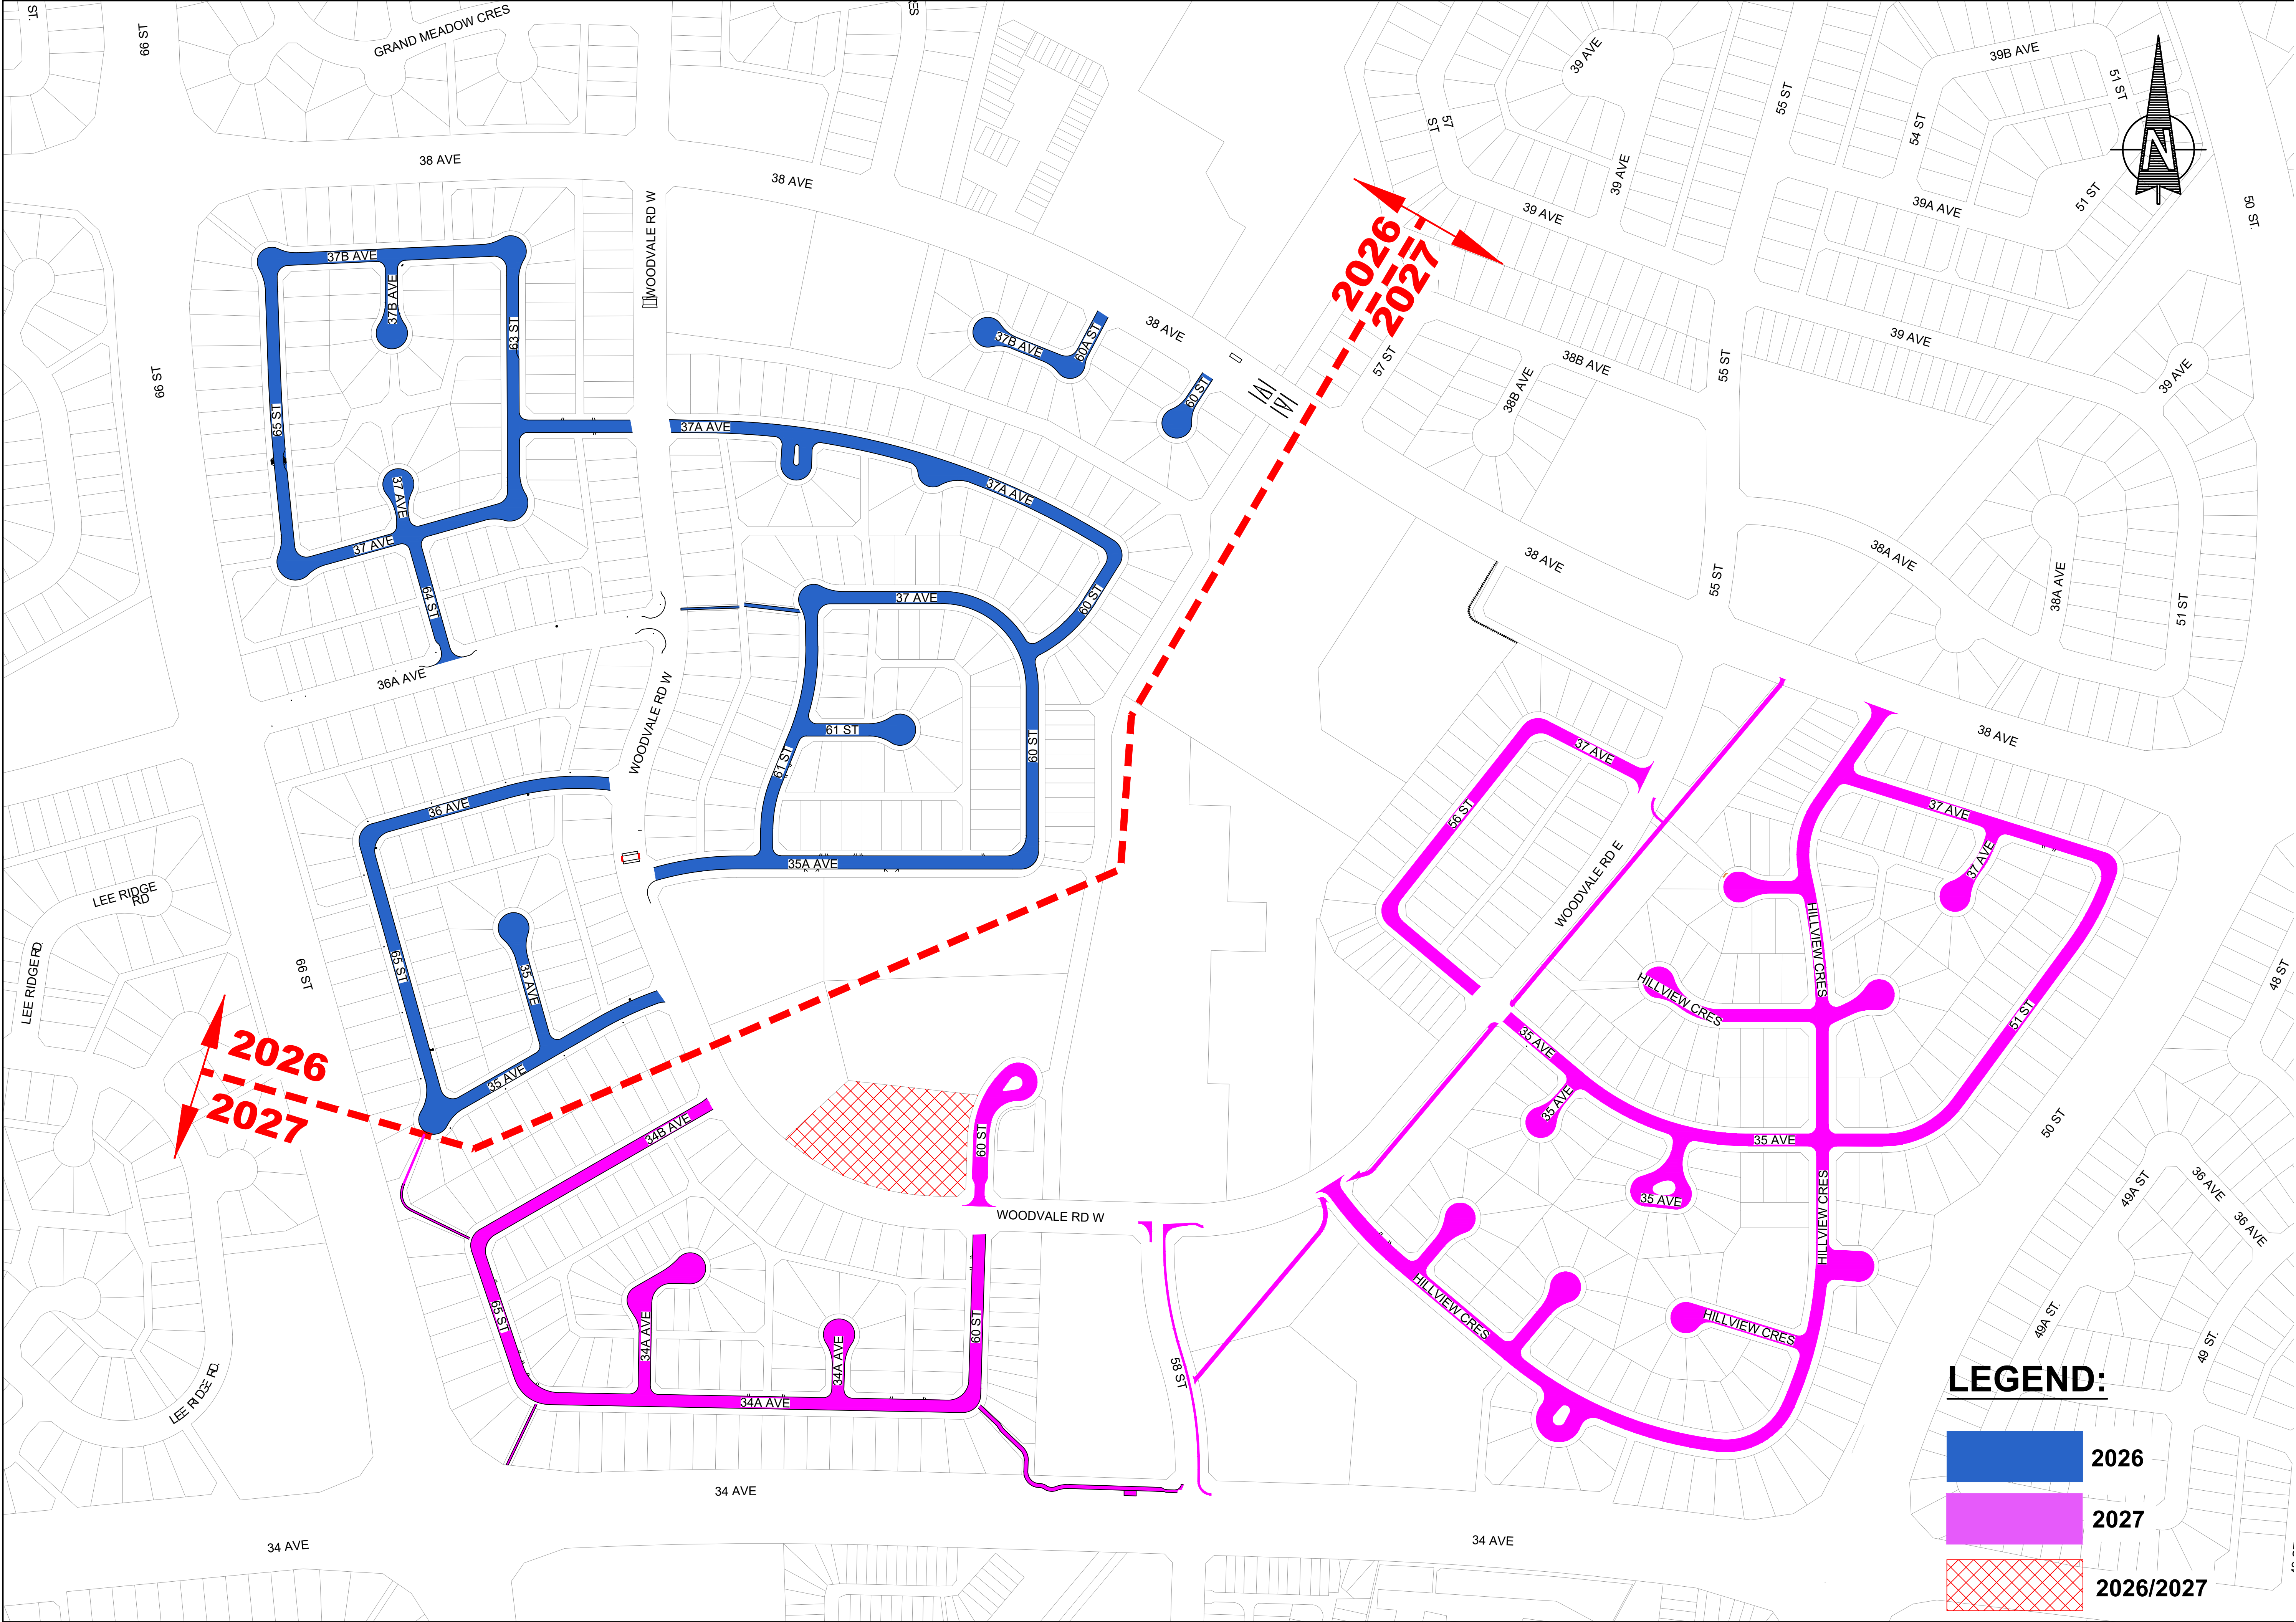 ST.
66 ST
GRAND MEADOW CRES
ES
39 AVE
39B AVE
51 ST
55 ST
54 ST
57
ST
N
38 AVE
38 AVE
39 AVE
39 AVE
39A AVE
51 ST
50 ST.
WOODVALE RD W
2026
2027
37B AVE
37B AVE
63 ST
65 ST
66 ST
37B AVE
60A ST
38 AVE
60 ST
57 ST
38B AVE
38B AVE
55 ST
39 AVE
39 AVE
37A AVE
37A AVE
37 AVE
37 AVE
64 ST
36A AVE
WOODVALE RD W
37 AVE
60 ST
61 ST
61 ST
60 ST
35A AVE
38 AVE
55 ST
38A AVE
38A AVE
51 ST
38 AVE
36 AVE
65 ST
35 AVE
35 AVE
66 ST
LEE RIDGE
RD
LEE RIDGE RD.
2026
2027
37 AVE
56 ST
WOODVALE RD E
37 AVE
37 AVE
HILLVIEW CRES
HILLVIEW CRES
51 ST
48 ST
35 AVE
35 AVE
35 AVE
35 AVE
50 ST
49A ST
36 AVE
36 AVE
34B AVE
60 ST
WOODVALE RD W
HILLVIEW CRES
HILLVIEW CRES
HILLVIEW CRES
65 ST
34A AVE
34A AVE
60 ST
34A AVE
58 ST
49A ST.
49 ST.
LEE RIDGE RD.
34 AVE
34 AVE
34 AVE
LEGEND:
2026
2027
2026/2027